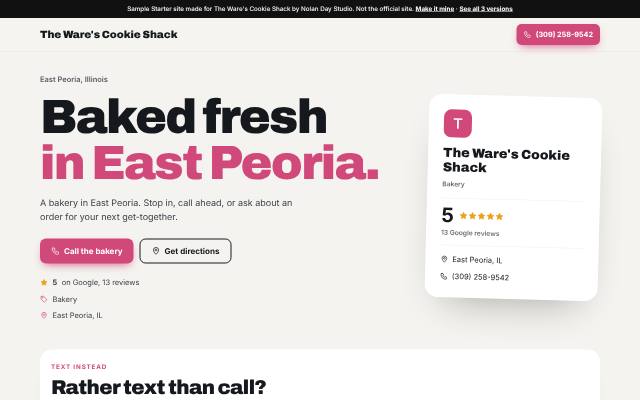 Sample Starter site made for The Ware's Cookie Shack by Nolan Day Studio. Not the official site. Make it mine · See all 3 versions
The Ware's Cookie Shack
(309) 258-9542
East Peoria, Illinois
Baked fresh
in East Peoria.
A bakery in East Peoria. Stop in, call ahead, or ask about an
order for your next get-together.
Call the bakery
Get directions
5 on Google, 13 reviews
Bakery
East Peoria, IL
T
The Ware's Cookie
Shack
Bakery
5
13 Google reviews
East Peoria, IL
(309) 258-9542
TEXT INSTEAD
Rather text than call?